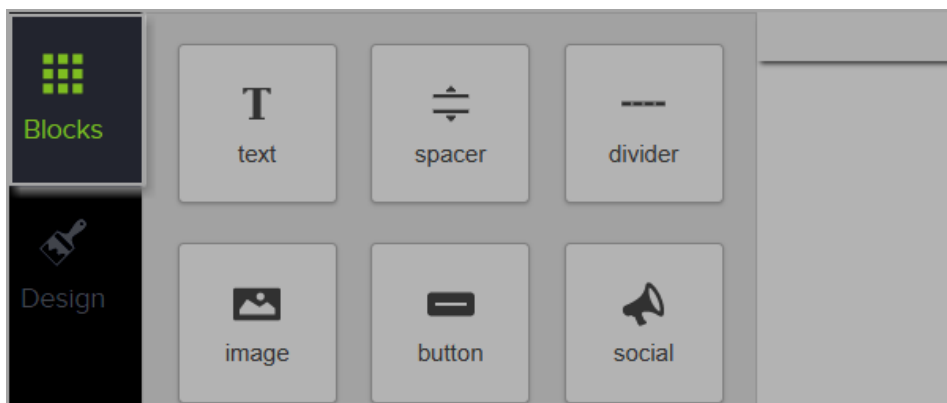 Blocks
text
spacer
divider
Design
image
button
social